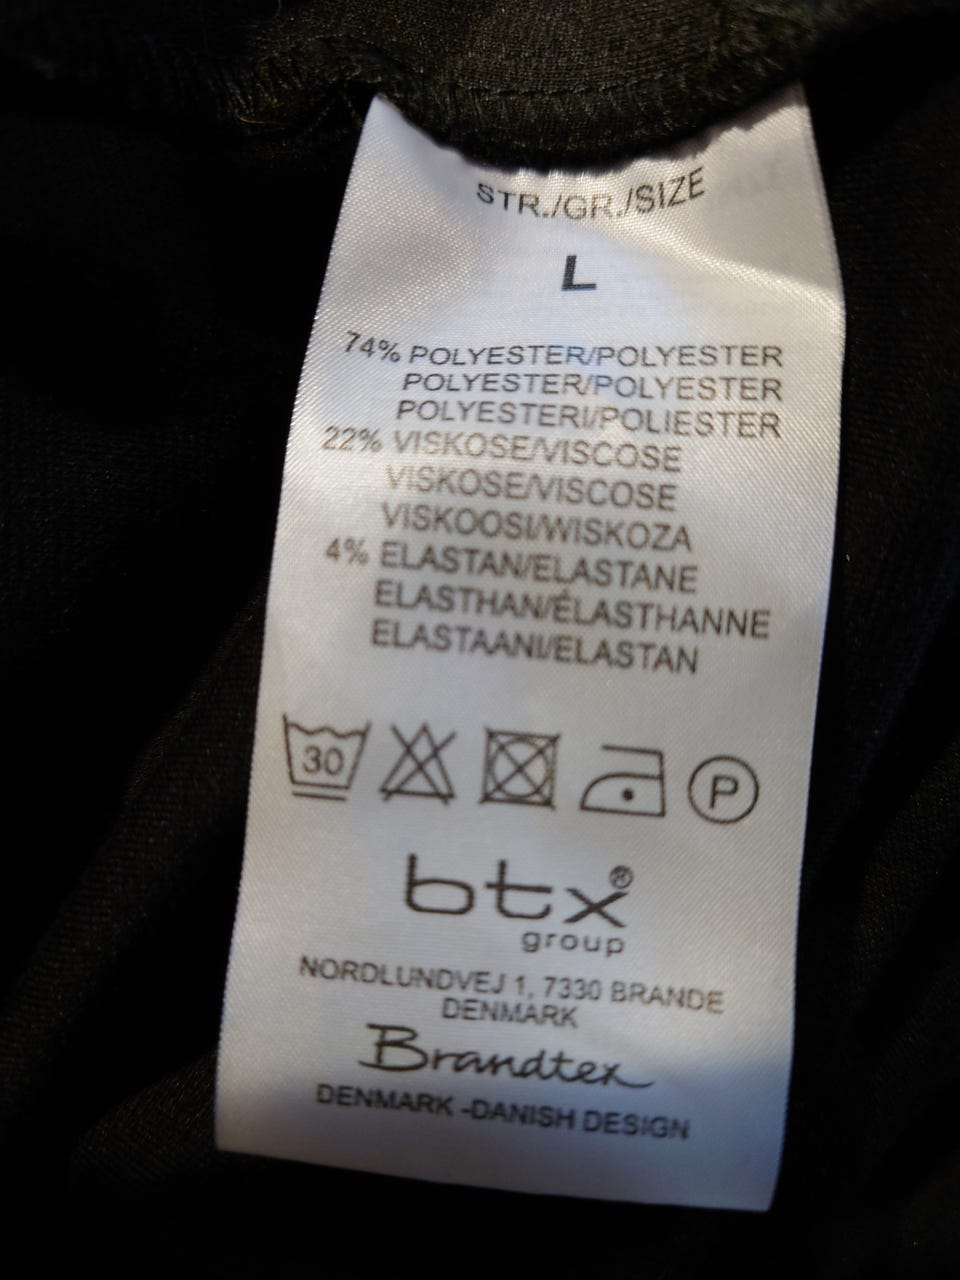 STR./GR./SIZE
L
74% POLYESTER/POLYESTER
POLYESTER/POLYESTER
POLYESTERI/POLIESTER
22% VISKOSE/VISCOSE
VISKOSE/VISCOSE
VISKOOSI/WISKOZA
4% ELASTAN/ELASTANE
ELASTHAN/ÉLASTHANNE
ELASTAANI/ELASTAN
30 P
btx®
group
NORDLUNDVEJ 1, 7330 BRANDE
DENMARK
Brandtex
DENMARK -DANISH DESIGN